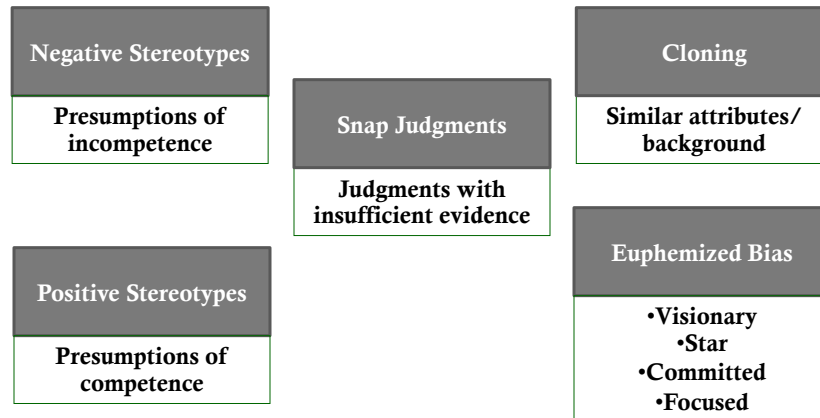 Negative Stereotypes
Presumptions of
incompetence
Snap Judgments
Judgments with
insufficient evidence
Cloning
Similar attributes/
background
Positive Stereotypes
Presumptions of
competence
Euphemized Bias
•Visionary
•Star
•Committed
•Focused